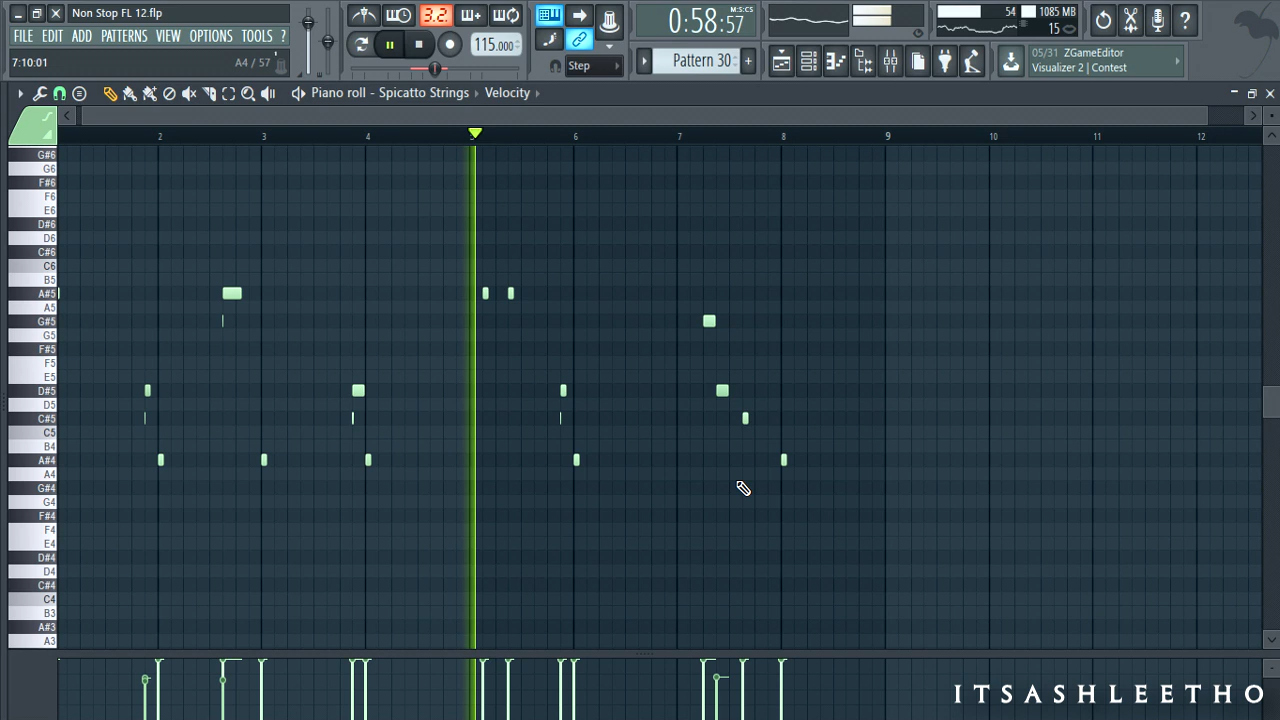 Non Stop FL 12.flp
FILE EDIT ADD PATTERNS VIEW OPTIONS TOOLS ?
7:10:01 A4 / 57
3.2
115.000
0:58:57
M:S:CS
Step
Pattern 30
54 1085 MB
15
05/31 ZGameEditor
Visualizer 2 | Contest
Piano roll - Spicatto Strings Velocity
2 3 4 5 6 7 8 9 10 11 12
G#6
G6
F#6
F6
E6
D#6
D6
C#6
C6
B5
A#5
A5
G#5
G5
F#5
F5
E5
D#5
D5
C#5
C5
B4
A#4
A4
G#4
G4
F#4
F4
E4
D#4
D4
C#4
C4
B3
A#3
A3
ITSASHLEETHO